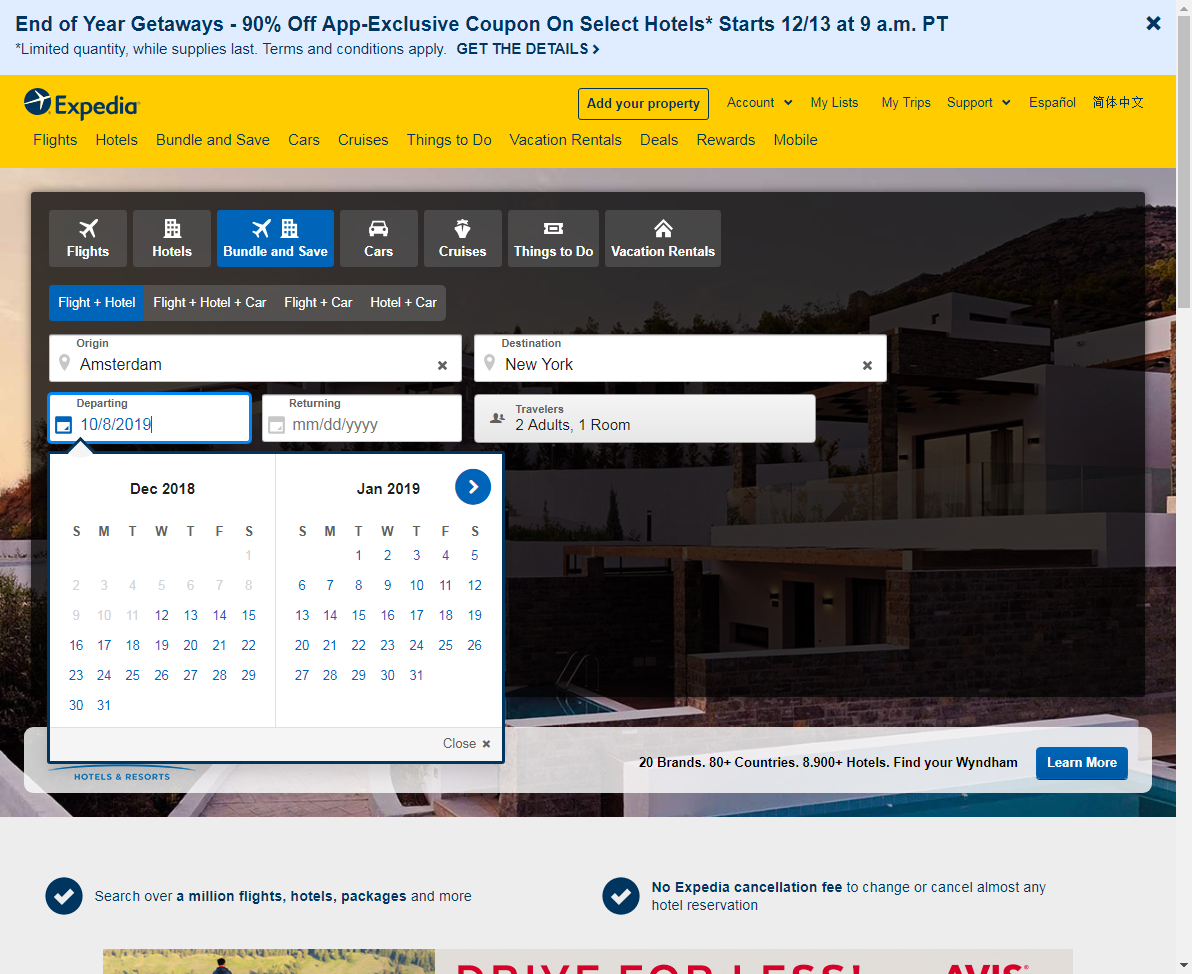 End of Year Getaways - 90% Off App-Exclusive Coupon On Select Hotels* Starts 12/13 at 9 a.m. PT
*Limited quantity, while supplies last. Terms and conditions apply. GET THE DETAILS
Expedia
Add your property
Account
My Lists
My Trips
Support
Español
简体中文
Flights
Hotels
Bundle and Save
Cars
Cruises
Things to Do
Vacation Rentals
Deals
Rewards
Mobile
Flights
Hotels
Bundle and Save
Cars
Cruises
Things to Do
Vacation Rentals
Flight + Hotel
Flight + Hotel + Car
Flight + Car
Hotel + Car
Origin
Amsterdam
Destination
New York
Departing
10/8/2019
Returning
mm/dd/yyyy
Travelers
2 Adults, 1 Room
Dec 2018
S M T W T F S
1
2 3 4 5 6 7 8
9 10 11 12 13 14 15
16 17 18 19 20 21 22
23 24 25 26 27 28 29
30 31
Jan 2019
S M T W T F S
1 2 3 4 5
6 7 8 9 10 11 12
13 14 15 16 17 18 19
20 21 22 23 24 25 26
27 28 29 30 31
Close
HOTELS & RESORTS
20 Brands. 80+ Countries. 8.900+ Hotels. Find your Wyndham
Learn More
Search over a million flights, hotels, packages and more
No Expedia cancellation fee to change or cancel almost any
hotel reservation
DRIVE FOR LESS!
AVIS